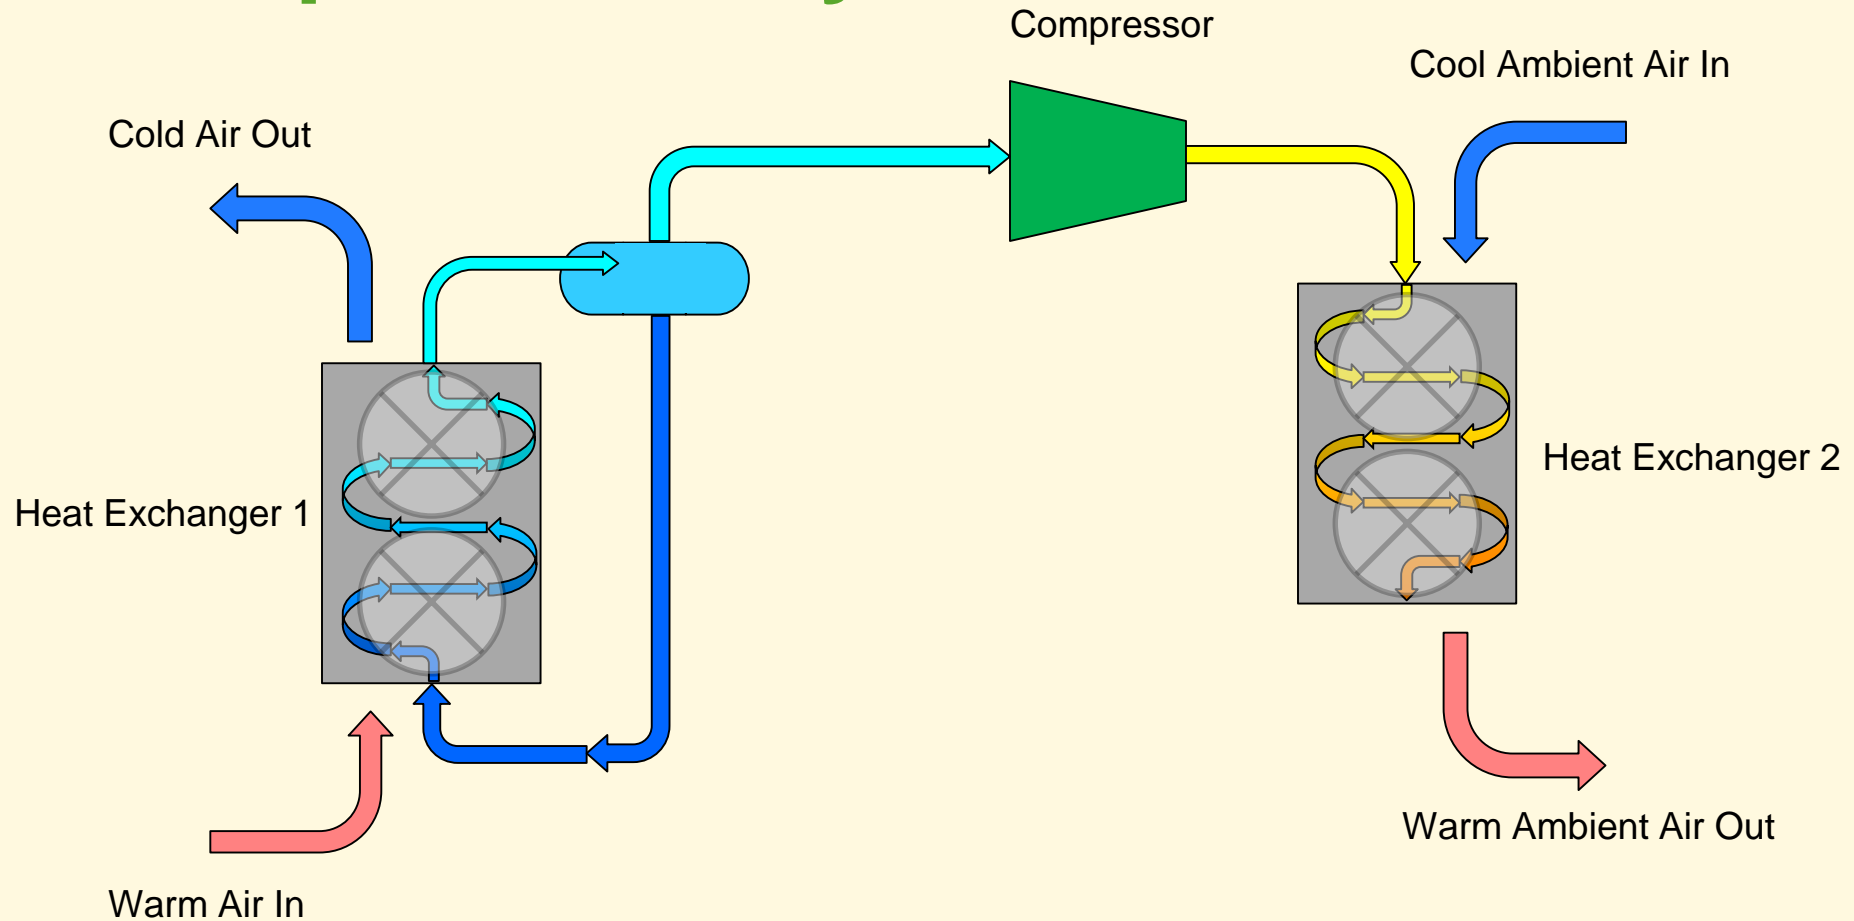 Compressor
Cool Ambient Air In
Cold Air Out
Heat Exchanger 2
Heat Exchanger 1
Warm Ambient Air Out
Warm Air In